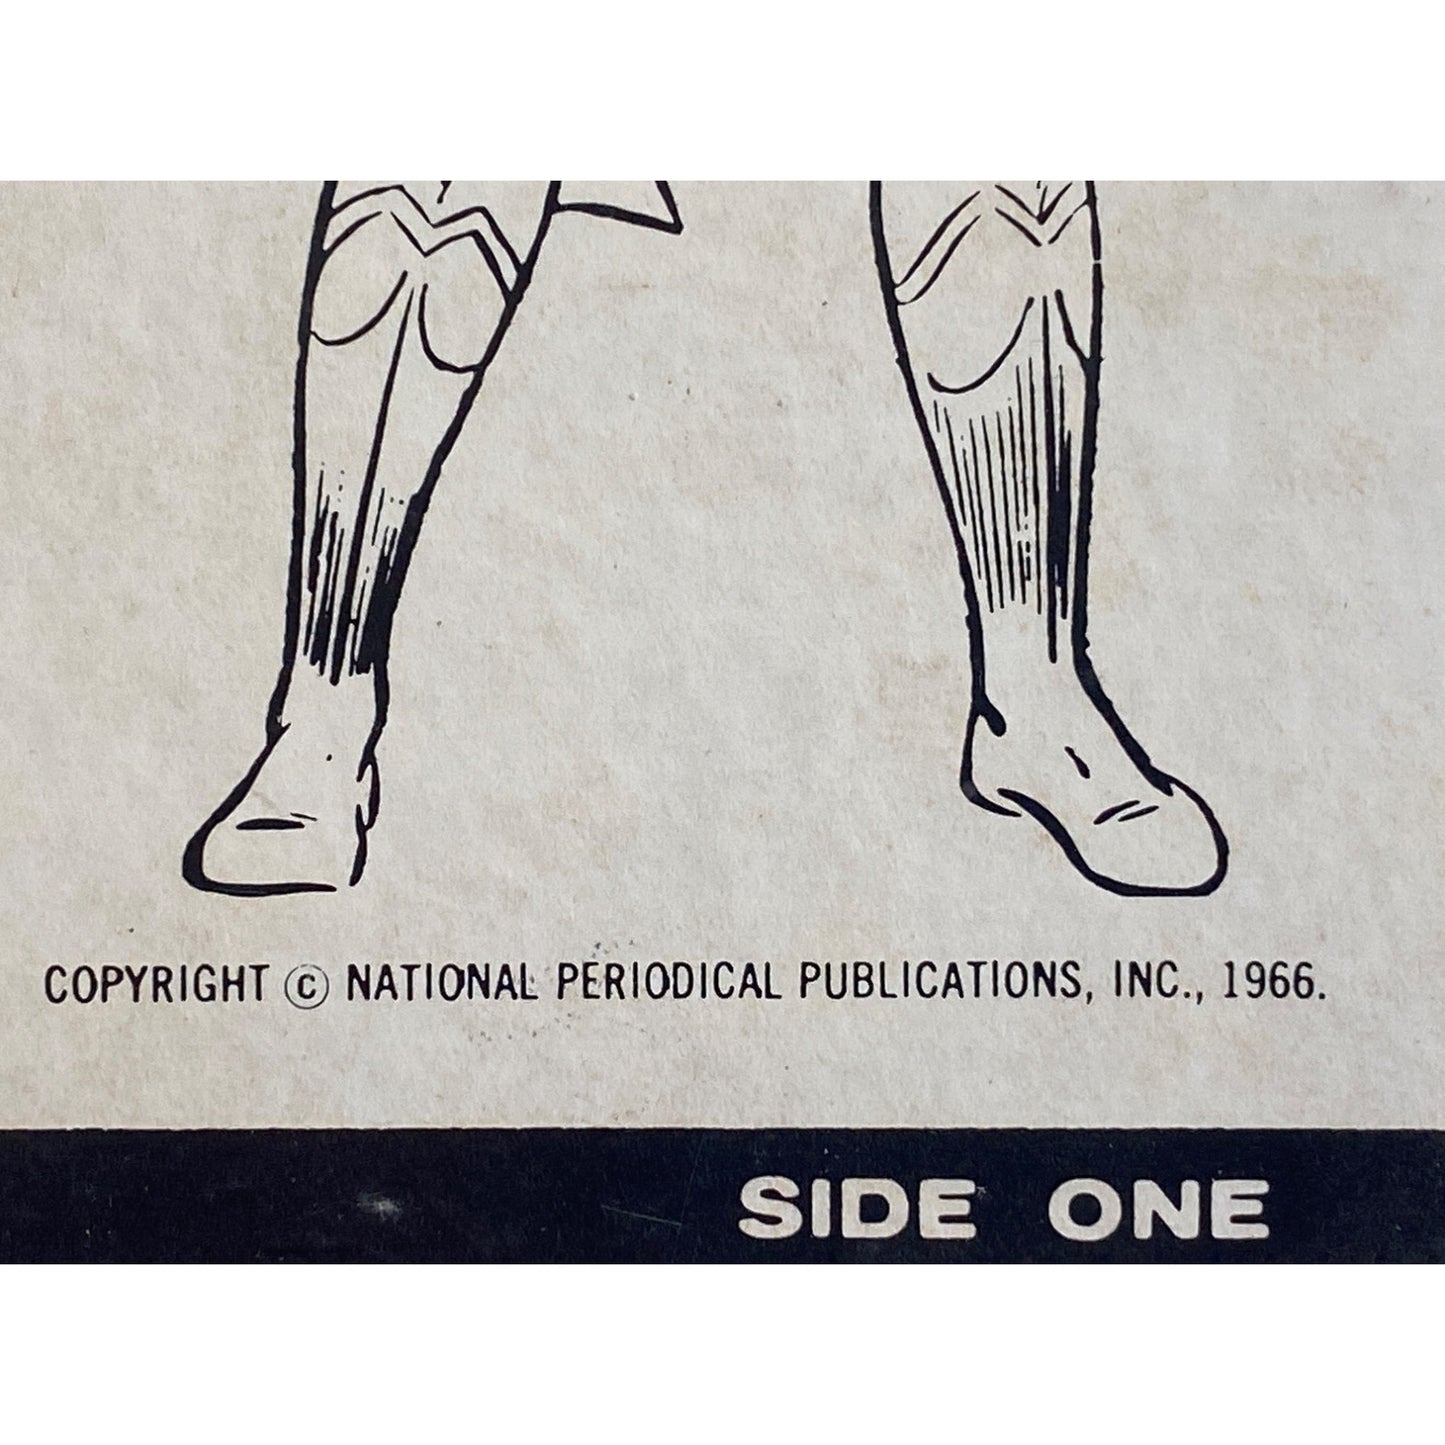 COPYRIGHT © NATIONAL PERIODICAL PUBLICATIONS, INC., 1966.
SIDE ONE